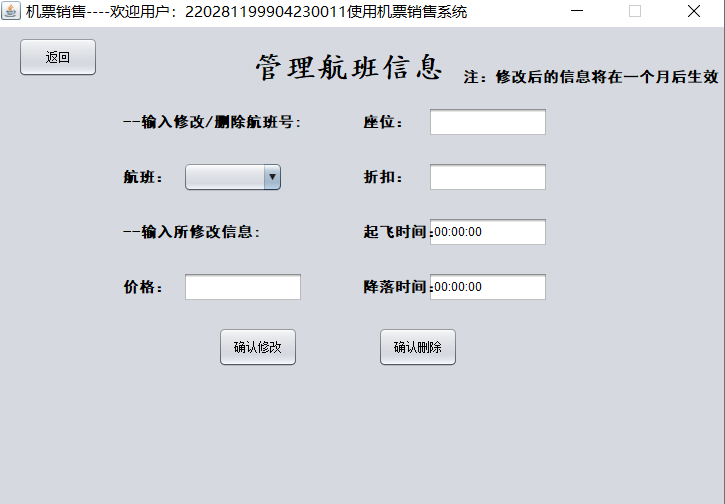 机票销售----欢迎用户：220281199904230011使用机票销售系统
返回
管理航班信息
注：修改后的信息将在一个月后生效
--输入修改/删除航班号:
座位：
航班：
折扣：
--输入所修改信息:
起飞时间:
00:00:00
价格：
降落时间:
00:00:00
确认修改
确认删除